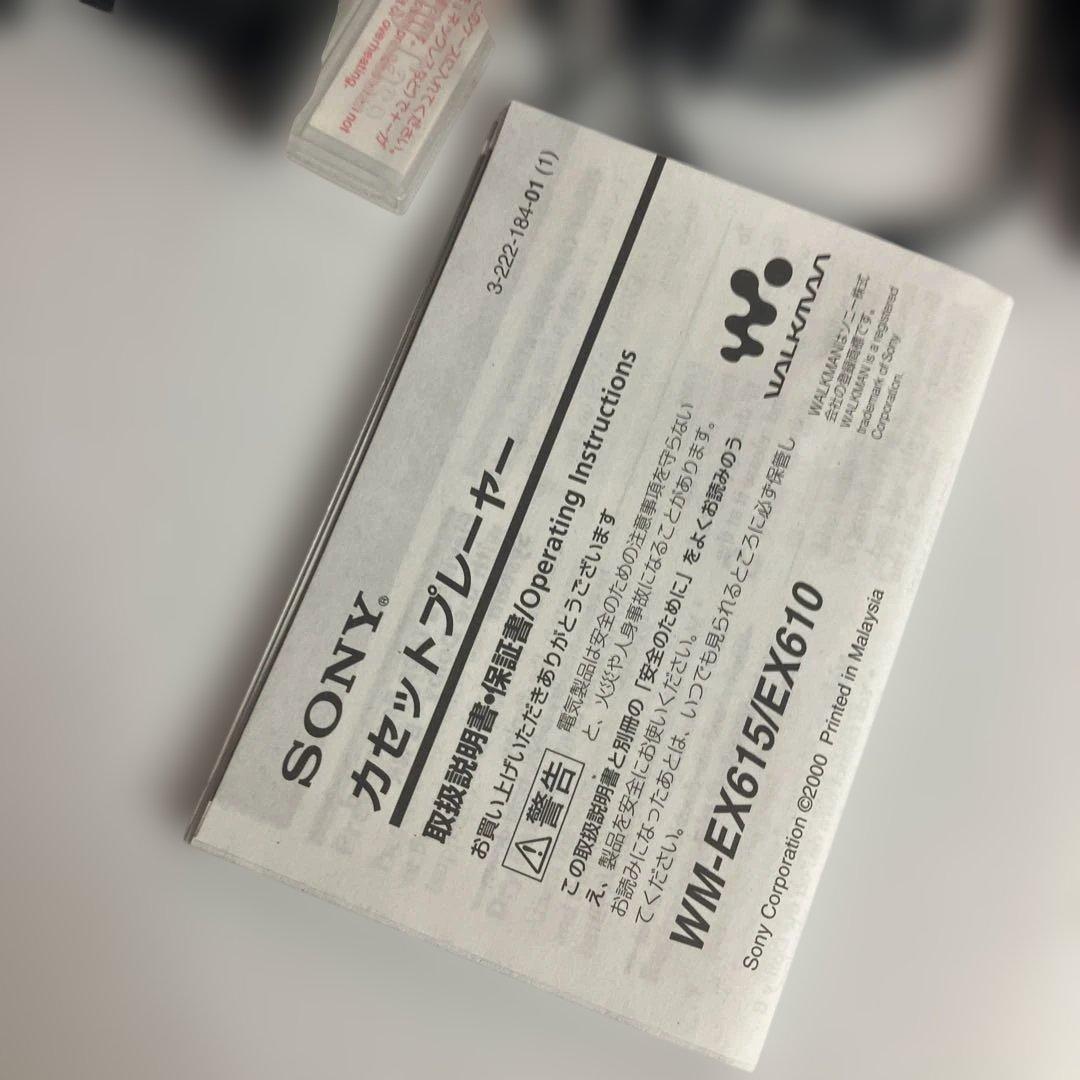 3-222-184-01 (1)
SONY®
カセットプレーヤー
取扱説明書・保証書/Operating Instructions
お買い上げいただきありがとうございます
警告
電気製品は安全のための注意事項を守らない
と、火災や人身事故になることがあります。
この取扱説明書と別冊の「安全のために」をよくお読みのう
え、製品を安全にお使いください。
お読みになったあとは、いつでも見られるところに必ず保管し
てください。
WM-EX615/EX610
Sony Corporation ©2000 Printed in Malaysia
WALKMAN
WALKMANはソニー株式
会社の登録商標です。
WALKMAN is a registered
trademark of Sony
Corporation.
ください。
overheating.
not